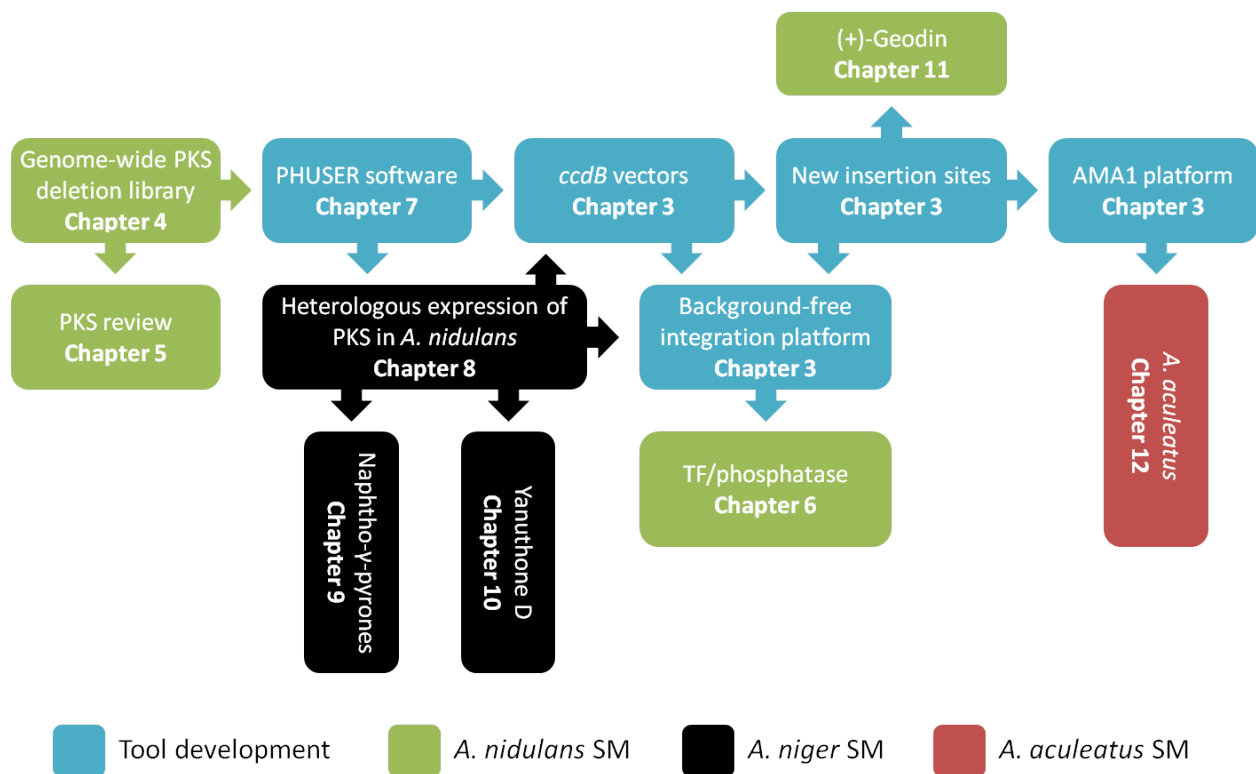 (+)-Geodin
Chapter 11
Genome-wide PKS
deletion library
Chapter 4
PHUSER software
Chapter 7
ccdB vectors
Chapter 3
New insertion sites
Chapter 3
AMA1 platform
Chapter 3
PKS review
Chapter 5
Heterologous expression of
PKS in A. nidulans
Chapter 8
Background-free
integration platform
Chapter 3
A. aculeatus
Chapter 12
Naphtho-γ-pyrones
Chapter 9
Yanuthone D
Chapter 10
TF/phosphatase
Chapter 6
Tool development
A. nidulans SM
A. niger SM
A. aculeatus SM